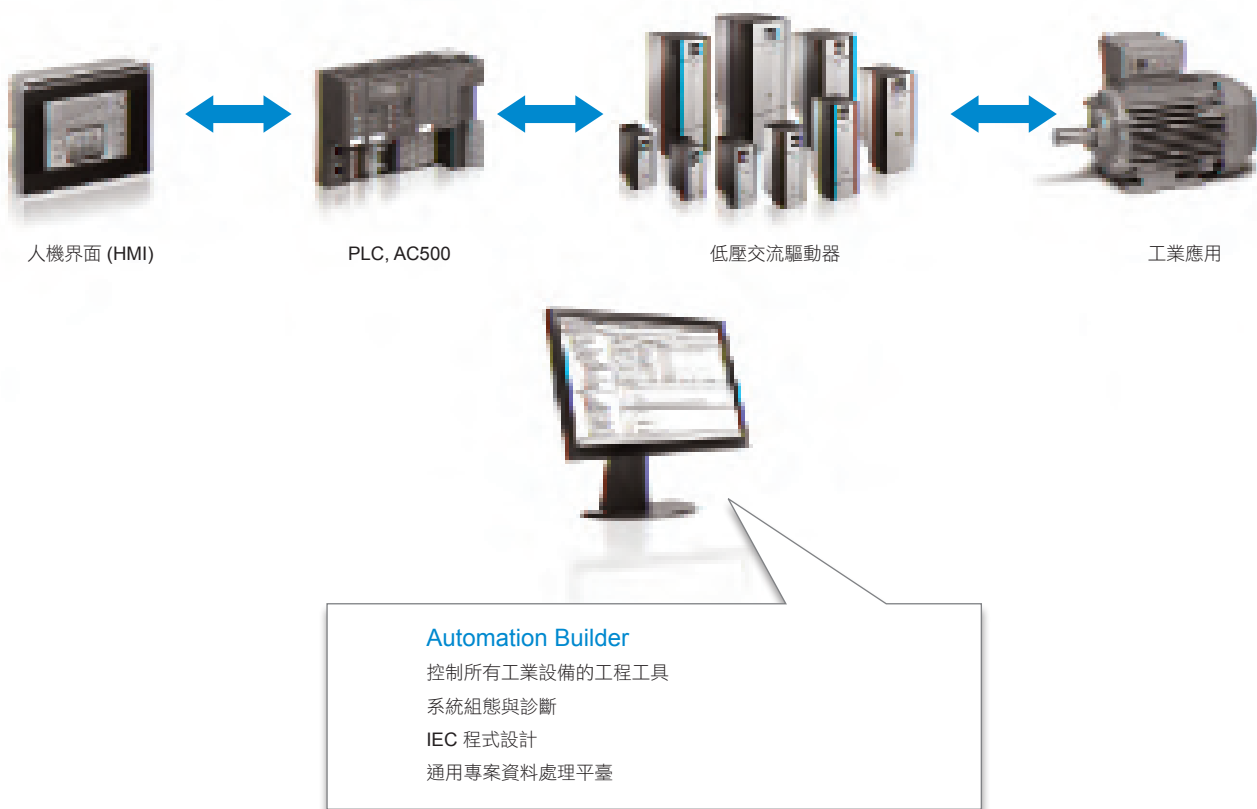 人機界面 (HMI)
PLC, AC500
低壓交流驅動器
工業應用
Automation Builder
控制所有工業設備的工程工具
系統組態與診斷
IEC 程式設計
通用專案資料處理平臺